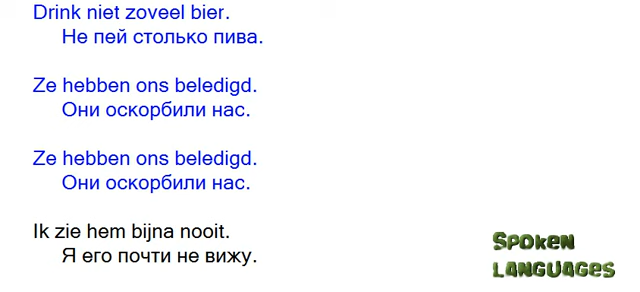 Drink niet zoveel bier.
Не пей столько пива.
Ze hebben ons beledigd.
Они оскорбили нас.
Ze hebben ons beledigd.
Они оскорбили нас.
Ik zie hem bijna nooit.
Я его почти не вижу.
Spoken
Languages